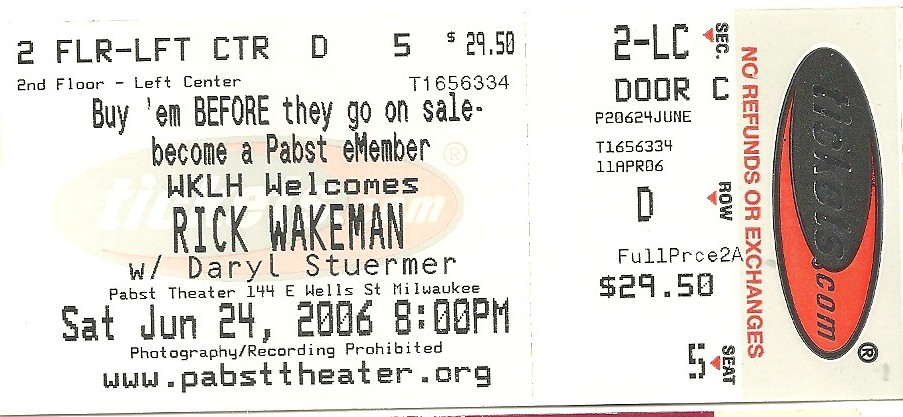 2 FLR-LFT CTR D 5 $ 29.50
2nd Floor - Left Center T1656334
Buy 'em BEFORE they go on sale-
become a Pabst eMember
WKLH Welcomes
RICK WAKEMAN
w/ Daryl Stuermer
Pabst Theater 144 E Wells St Milwaukee
Sat Jun 24, 2006 8:00PM
Photography/Recording Prohibited
www.pabsttheater.org
tickets.com ®
2-LC SEC.
DOOR C
P20624JUNE
T1656334
11APR06
D ROW
FullPrce2A
$29.50
5 SEAT
NO REFUNDS OR EXCHANGES
tickets.com ®